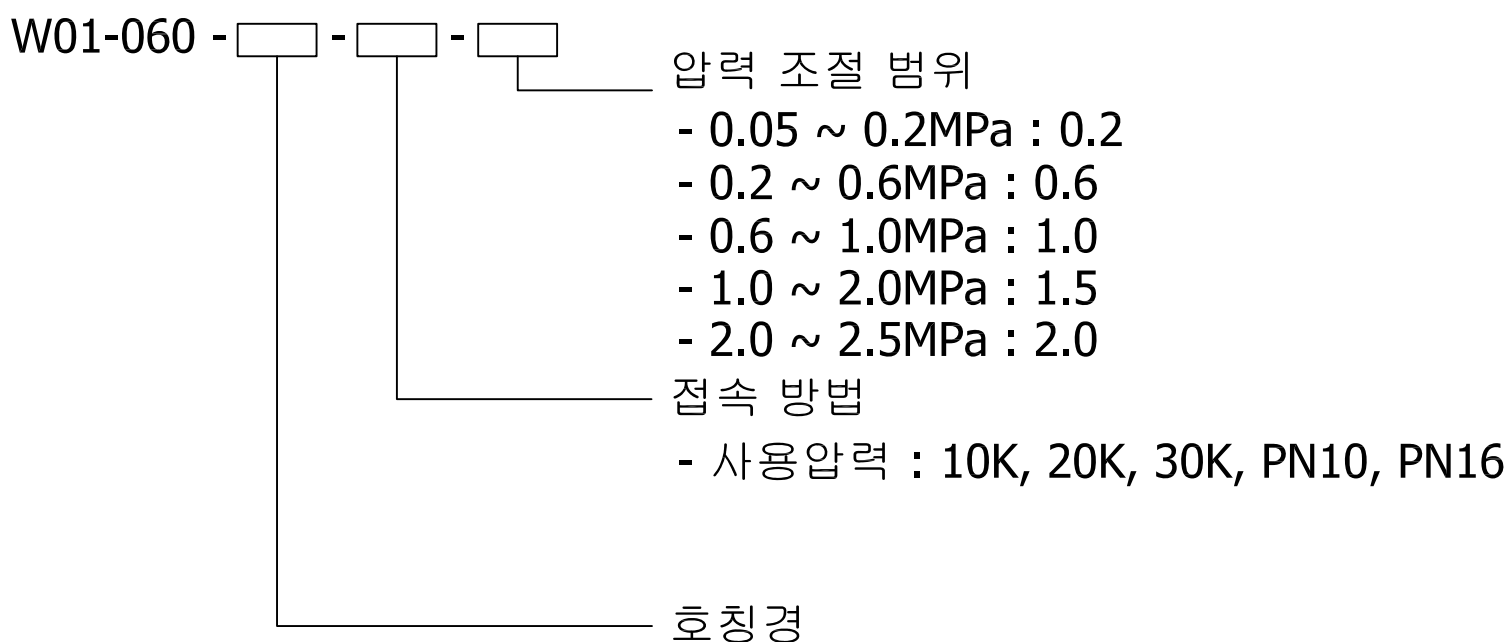 W01-060 - - -
압력 조절 범위
- 0.05 ~ 0.2MPa : 0.2
- 0.2 ~ 0.6MPa : 0.6
- 0.6 ~ 1.0MPa : 1.0
- 1.0 ~ 2.0MPa : 1.5
- 2.0 ~ 2.5MPa : 2.0
접속 방법
- 사용압력 : 10K, 20K, 30K, PN10, PN16
호칭경